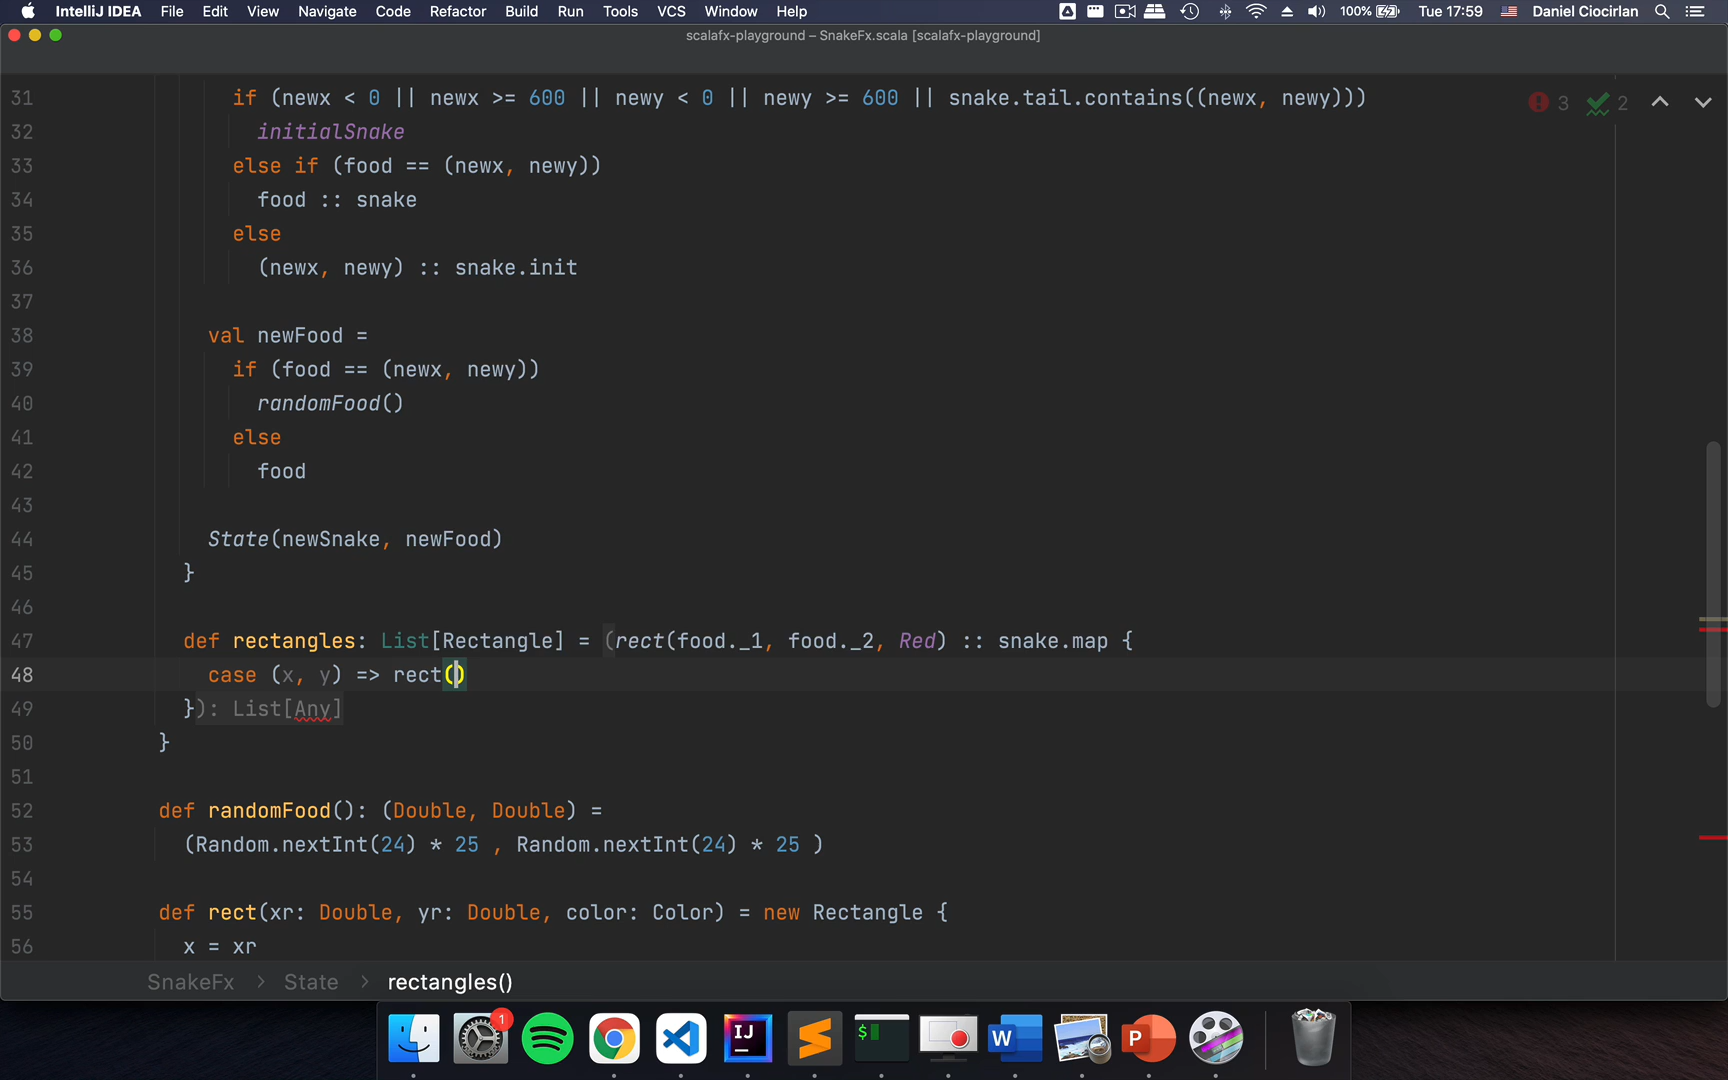 IntelliJ IDEA File Edit View Navigate Code Refactor Build Run Tools VCS Window Help 100% Tue 17:59 Daniel Ciocirlan
scalafx-playground – SnakeFx.scala [scalafx-playground]
31 if (newx < 0 || newx >= 600 || newy < 0 || newy >= 600 || snake.tail.contains((newx, newy))) 3 2
32 initialSnake
33 else if (food == (newx, newy))
34 food :: snake
35 else
36 (newx, newy) :: snake.init
37
38 val newFood =
39 if (food == (newx, newy))
40 randomFood()
41 else
42 food
43
44 State(newSnake, newFood)
45 }
46
47 def rectangles: List[Rectangle] = (rect(food._1, food._2, Red) :: snake.map {
48 case (x, y) => rect()
49 }): List[Any]
50 }
51
52 def randomFood(): (Double, Double) =
53 (Random.nextInt(24) * 25 , Random.nextInt(24) * 25 )
54
55 def rect(xr: Double, yr: Double, color: Color) = new Rectangle {
56 x = xr
SnakeFx > State > rectangles()
1
IJ
$
W
P